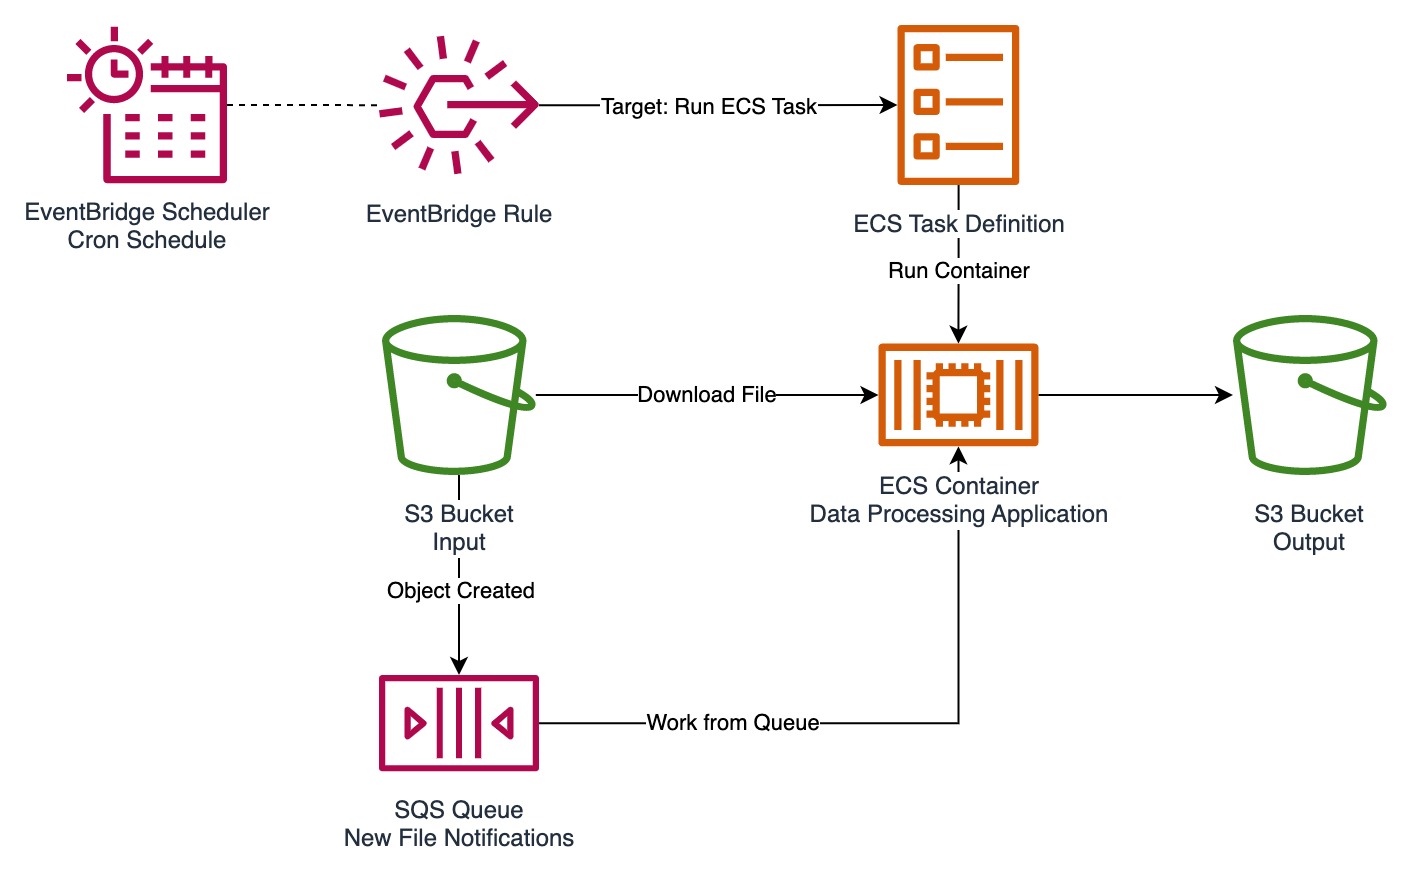 Target: Run ECS Task
EventBridge Scheduler
Cron Schedule
EventBridge Rule
ECS Task Definition
Run Container
Download File
ECS Container
Data Processing Application
S3 Bucket
Input
S3 Bucket
Output
Object Created
Work from Queue
SQS Queue
New File Notifications